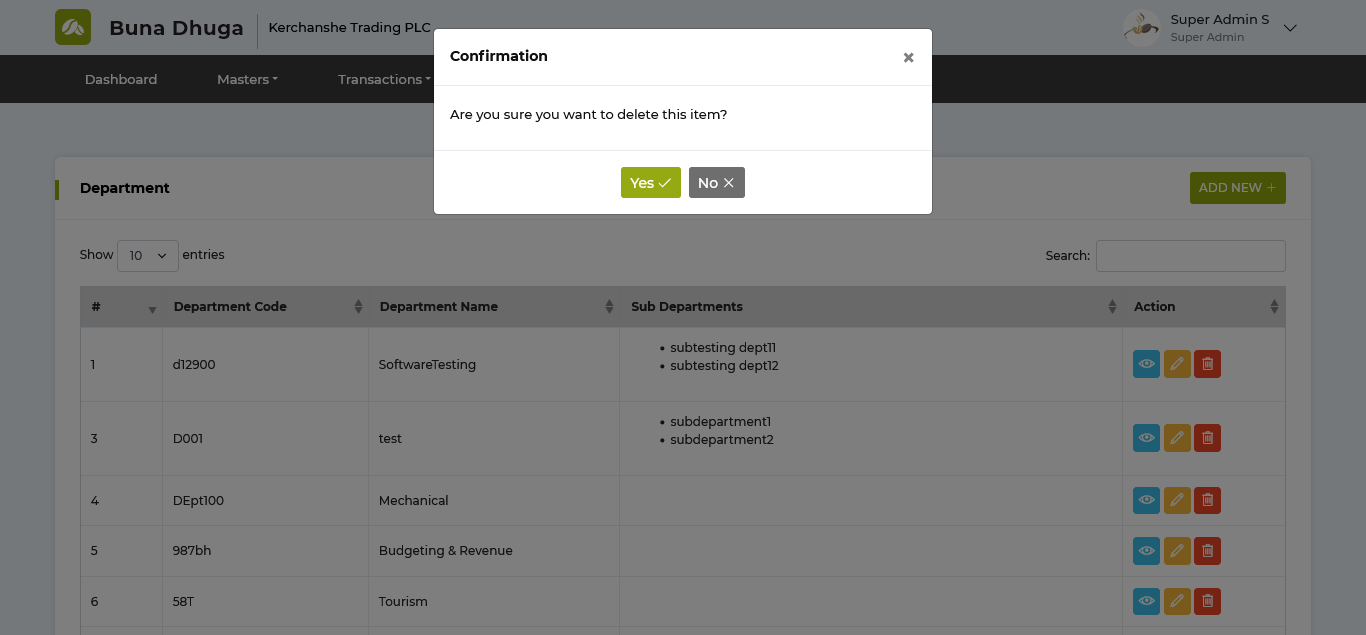 Buna Dhuga
Kerchanshe Trading PLC
Super Admin S
Super Admin
Dashboard Masters Transactions
Confirmation
Are you sure you want to delete this item?
Yes No
Department
ADD NEW +
Show 10 entries
Search:
# Department Code Department Name Sub Departments Action
1 d12900 SoftwareTesting
• subtesting dept11
• subtesting dept12
3 D001 test
• subdepartment1
• subdepartment2
4 DEpt100 Mechanical
5 987bh Budgeting & Revenue
6 58T Tourism